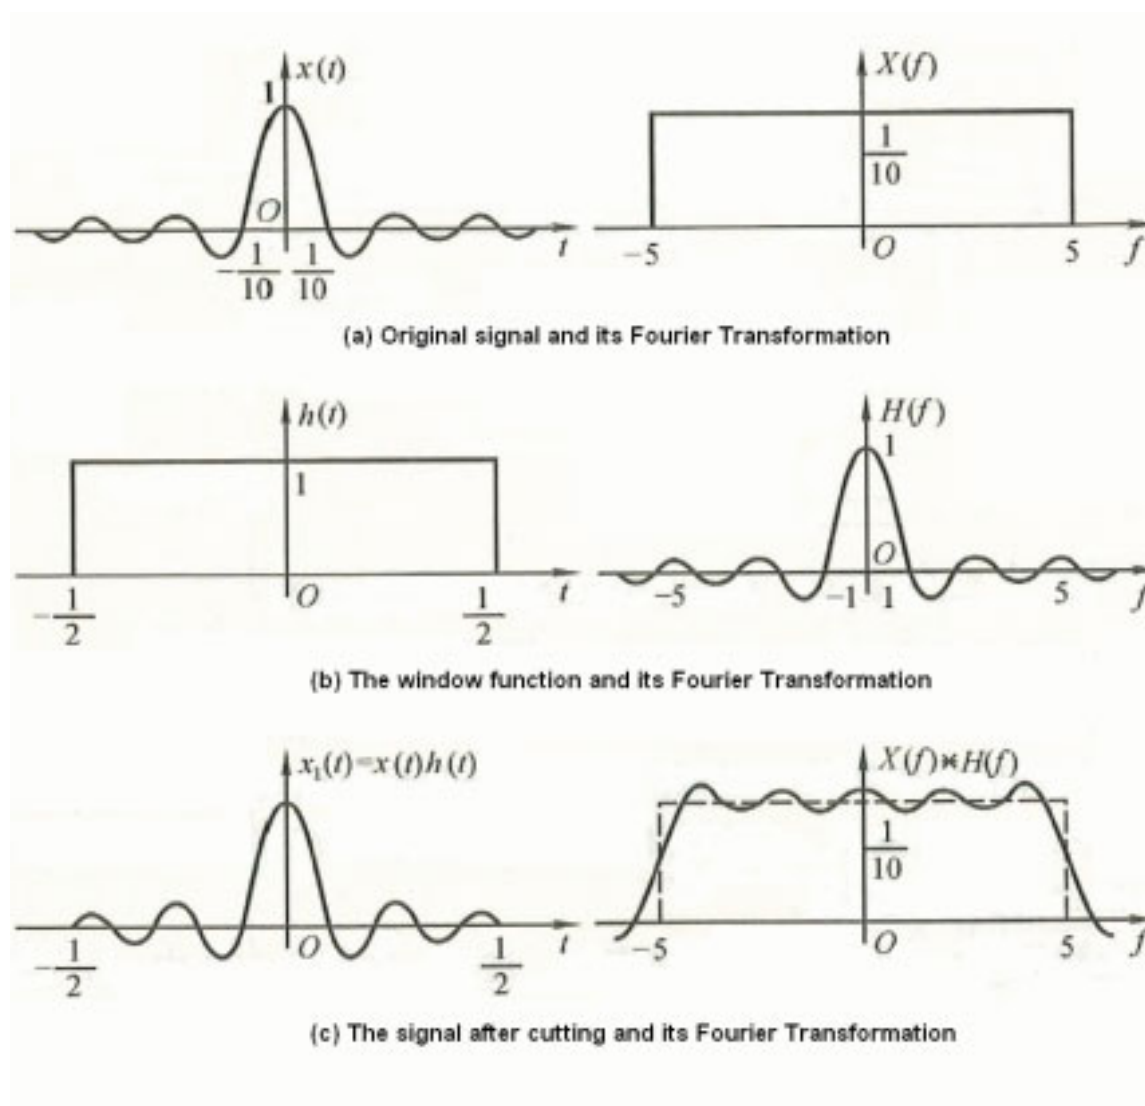 x(t)
X(f)
1
1/10
O
-1/10 1/10
t
-5
O
5
f
(a) Original signal and its Fourier Transformation
h(t)
H(f)
1
1
O
-1/2
O
1/2
t
-5
-1
1
5
f
(b) The window function and its Fourier Transformation
x₁(t)=x(t)h(t)
X(f)*H(f)
1/10
-1/2
O
1/2
t
-5
O
5
f
(c) The signal after cutting and its Fourier Transformation